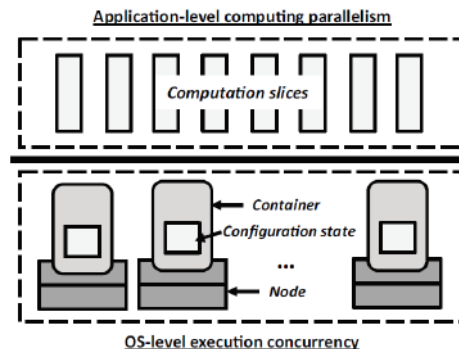 Application-level computing parallelism
Computation slices
Container
Configuration state
...
Node
OS-level execution concurrency